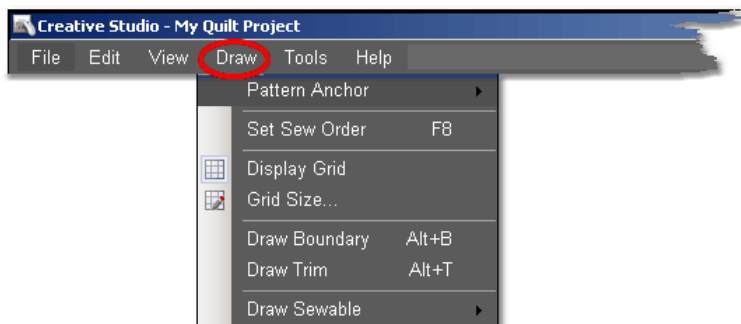 Creative Studio - My Quilt Project
File Edit View Draw Tools Help
Pattern Anchor
Set Sew Order F8
Display Grid
Grid Size...
Draw Boundary Alt+B
Draw Trim Alt+T
Draw Sewable